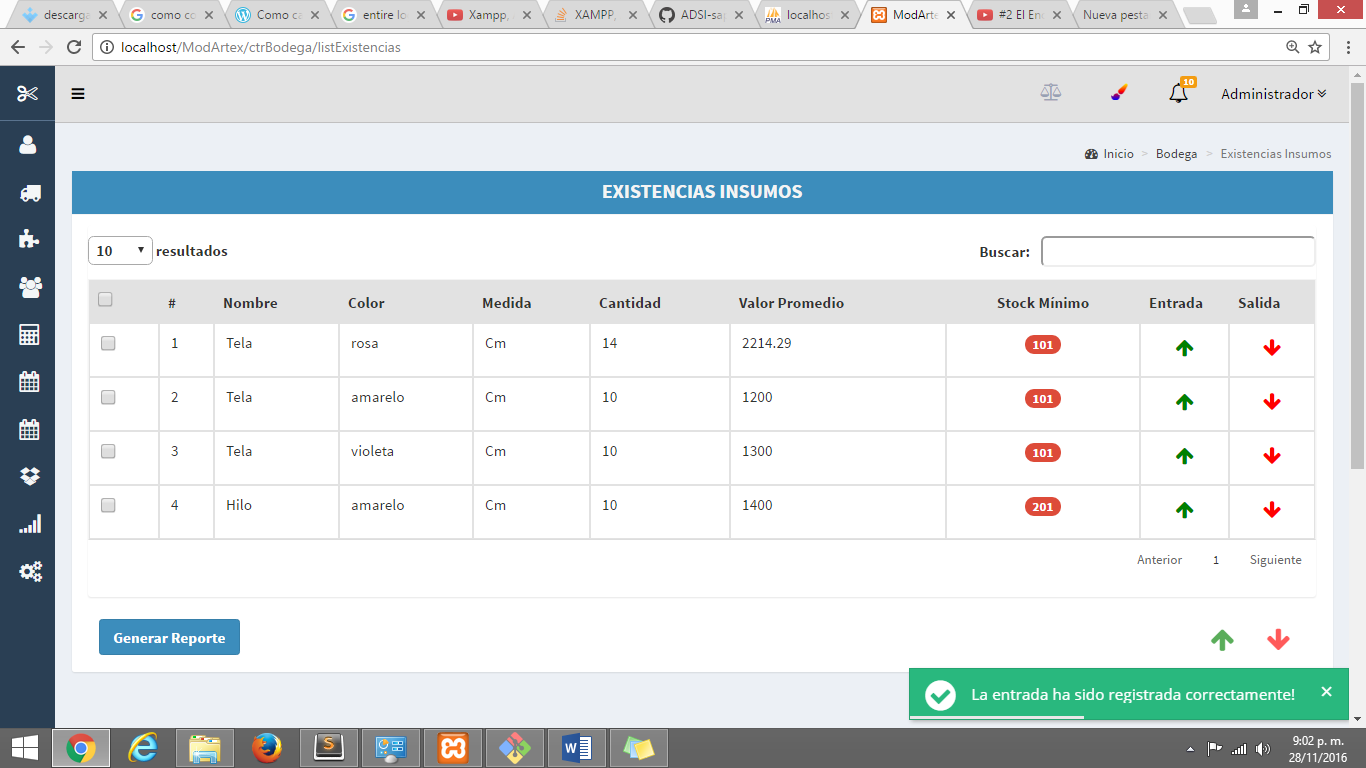 descarga
como co
Como ca
entire lo
Xampp,
XAMPP,
ADSI-sap
localhos
ModArte
#2 El En
Nueva pesta
localhost/ModArtex/ctrBodega/listExistencias
10
Administrador
Inicio > Bodega > Existencias Insumos
EXISTENCIAS INSUMOS
10 resultados
Buscar:
# Nombre Color Medida Cantidad Valor Promedio Stock Mínimo Entrada Salida
1 Tela rosa Cm 14 2214.29 101
2 Tela amarelo Cm 10 1200 101
3 Tela violeta Cm 10 1300 101
4 Hilo amarelo Cm 10 1400 201
Anterior 1 Siguiente
Generar Reporte
La entrada ha sido registrada correctamente!
9:02 p. m.
28/11/2016